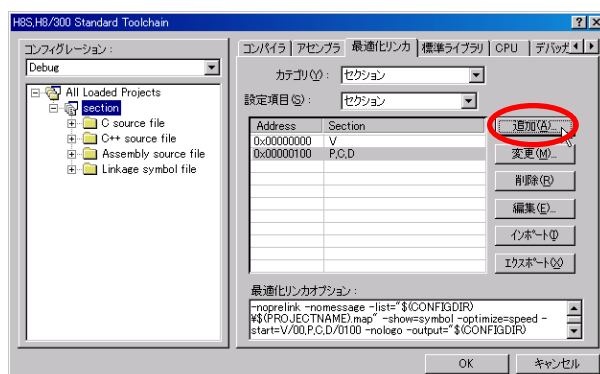 H8S,H8/300 Standard Toolchain
コンフィグレーション :
Debug
All Loaded Projects
section
C source file
C++ source file
Assembly source file
Linkage symbol file
コンパイラ アセンブラ 最適化リンカ 標準ライブラリ CPU デバッガ
カテゴリ(Y) : セクション
設定項目(S) : セクション
Address Section
0x00000000 V
0x00000100 P,C,D
追加(A)...
変更(M)...
削除(R)
編集(E)...
インポート(I)
エクスポート(X)
最適化リンカオプション :
-noprelink -nomessage -list="$(CONFIGDIR)
¥$(PROJECTNAME).map" -show=symbol -optimize=speed -
start=V/00,P,C,D/0100 -nologo -output="$(CONFIGDIR)
OK キャンセル